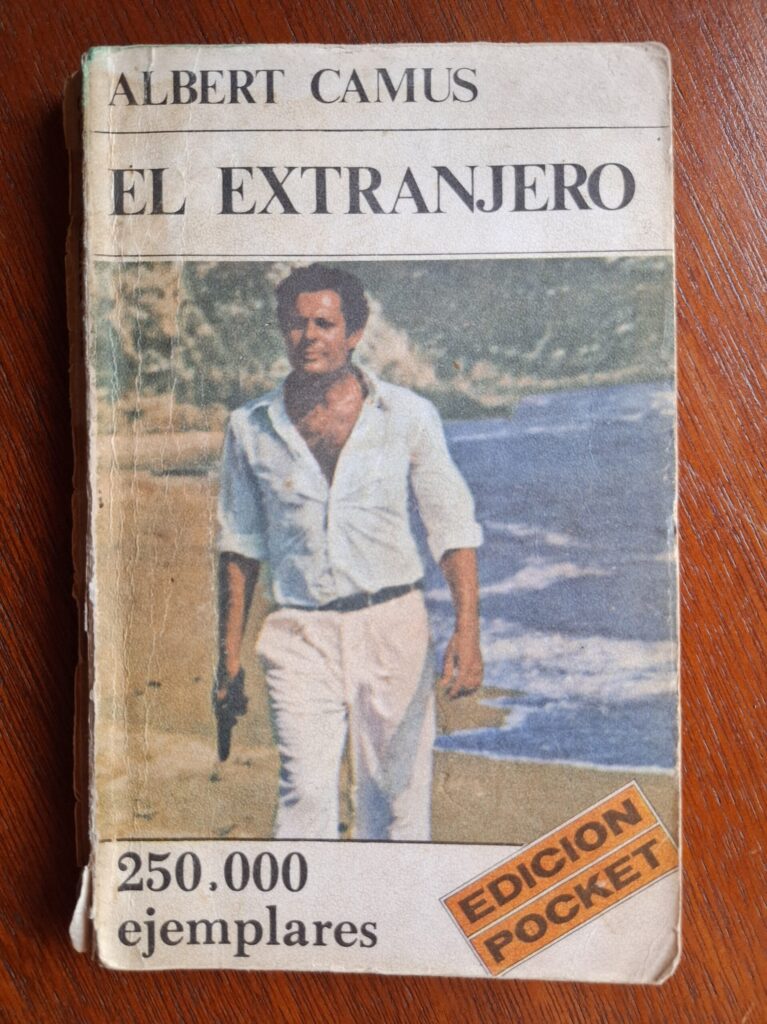 ALBERT CAMUS
EL EXTRANJERO
250.000
ejemplares
EDICION
POCKET